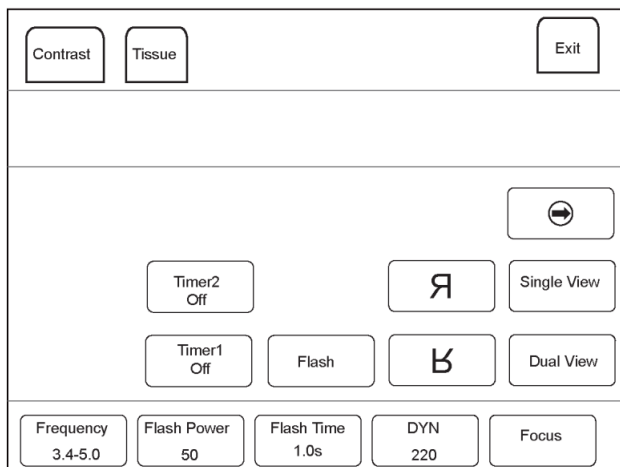 Contrast
Tissue
Exit
Timer2
Off
Я
Single View
Timer1
Off
Flash
ʁ
Dual View
Frequency
3.4-5.0
Flash Power
50
Flash Time
1.0s
DYN
220
Focus